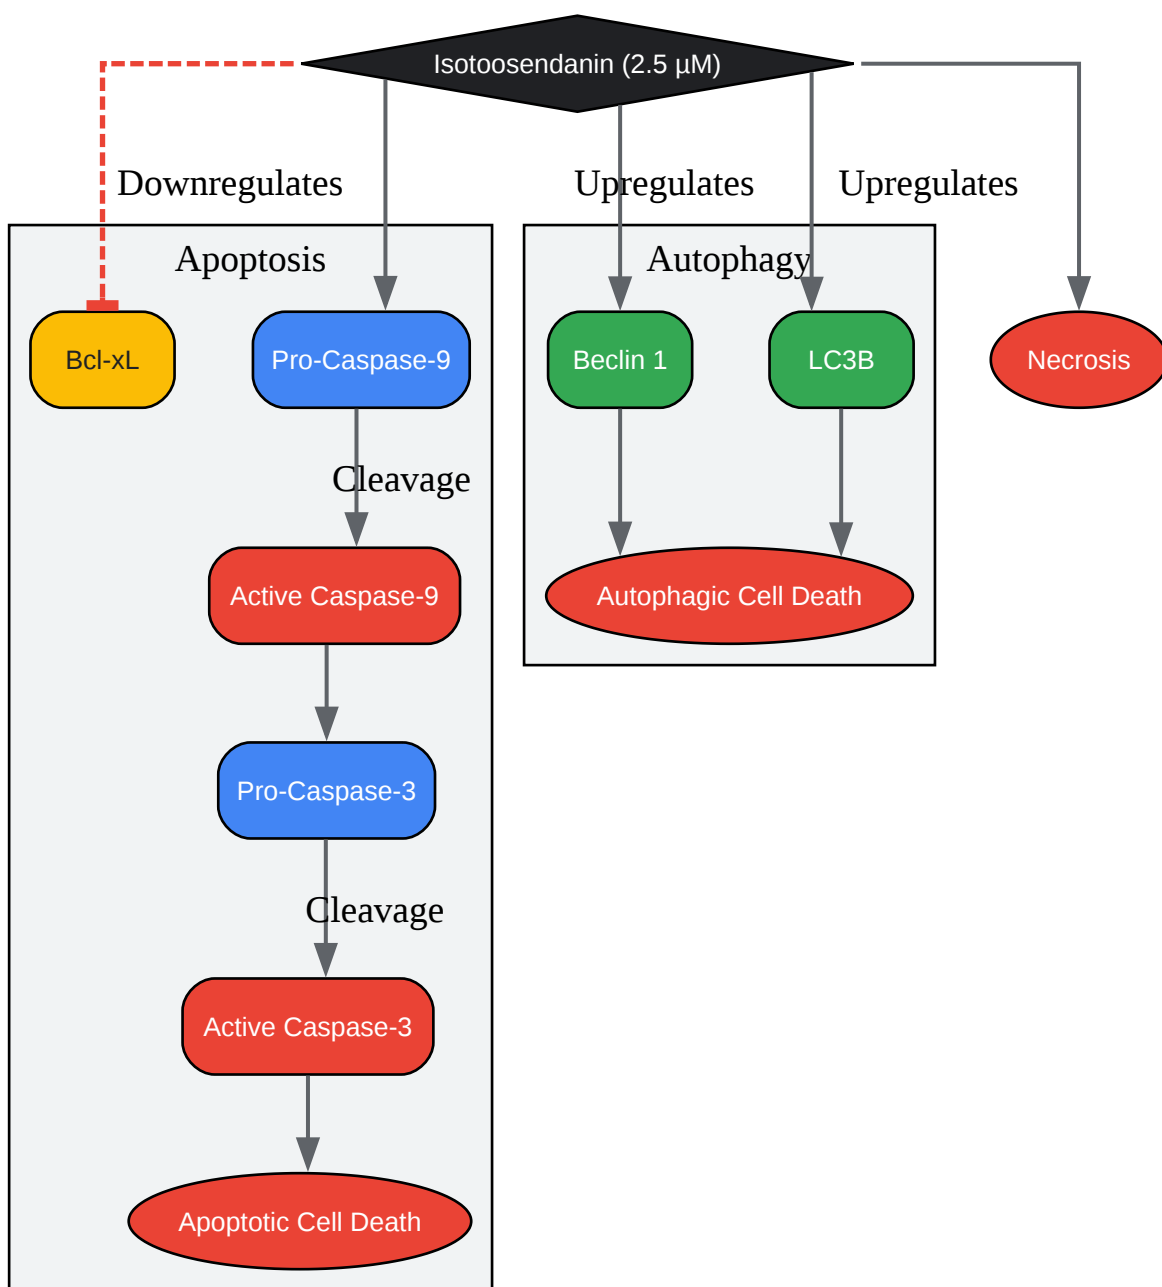 Isotoosendanin (2.5 µM)
Downregulates
Upregulates
Upregulates
Apoptosis
Autophagy
Bcl-xL
Pro-Caspase-9
Beclin 1
LC3B
Necrosis
Cleavage
Active Caspase-9
Autophagic Cell Death
Pro-Caspase-3
Cleavage
Active Caspase-3
Apoptotic Cell Death